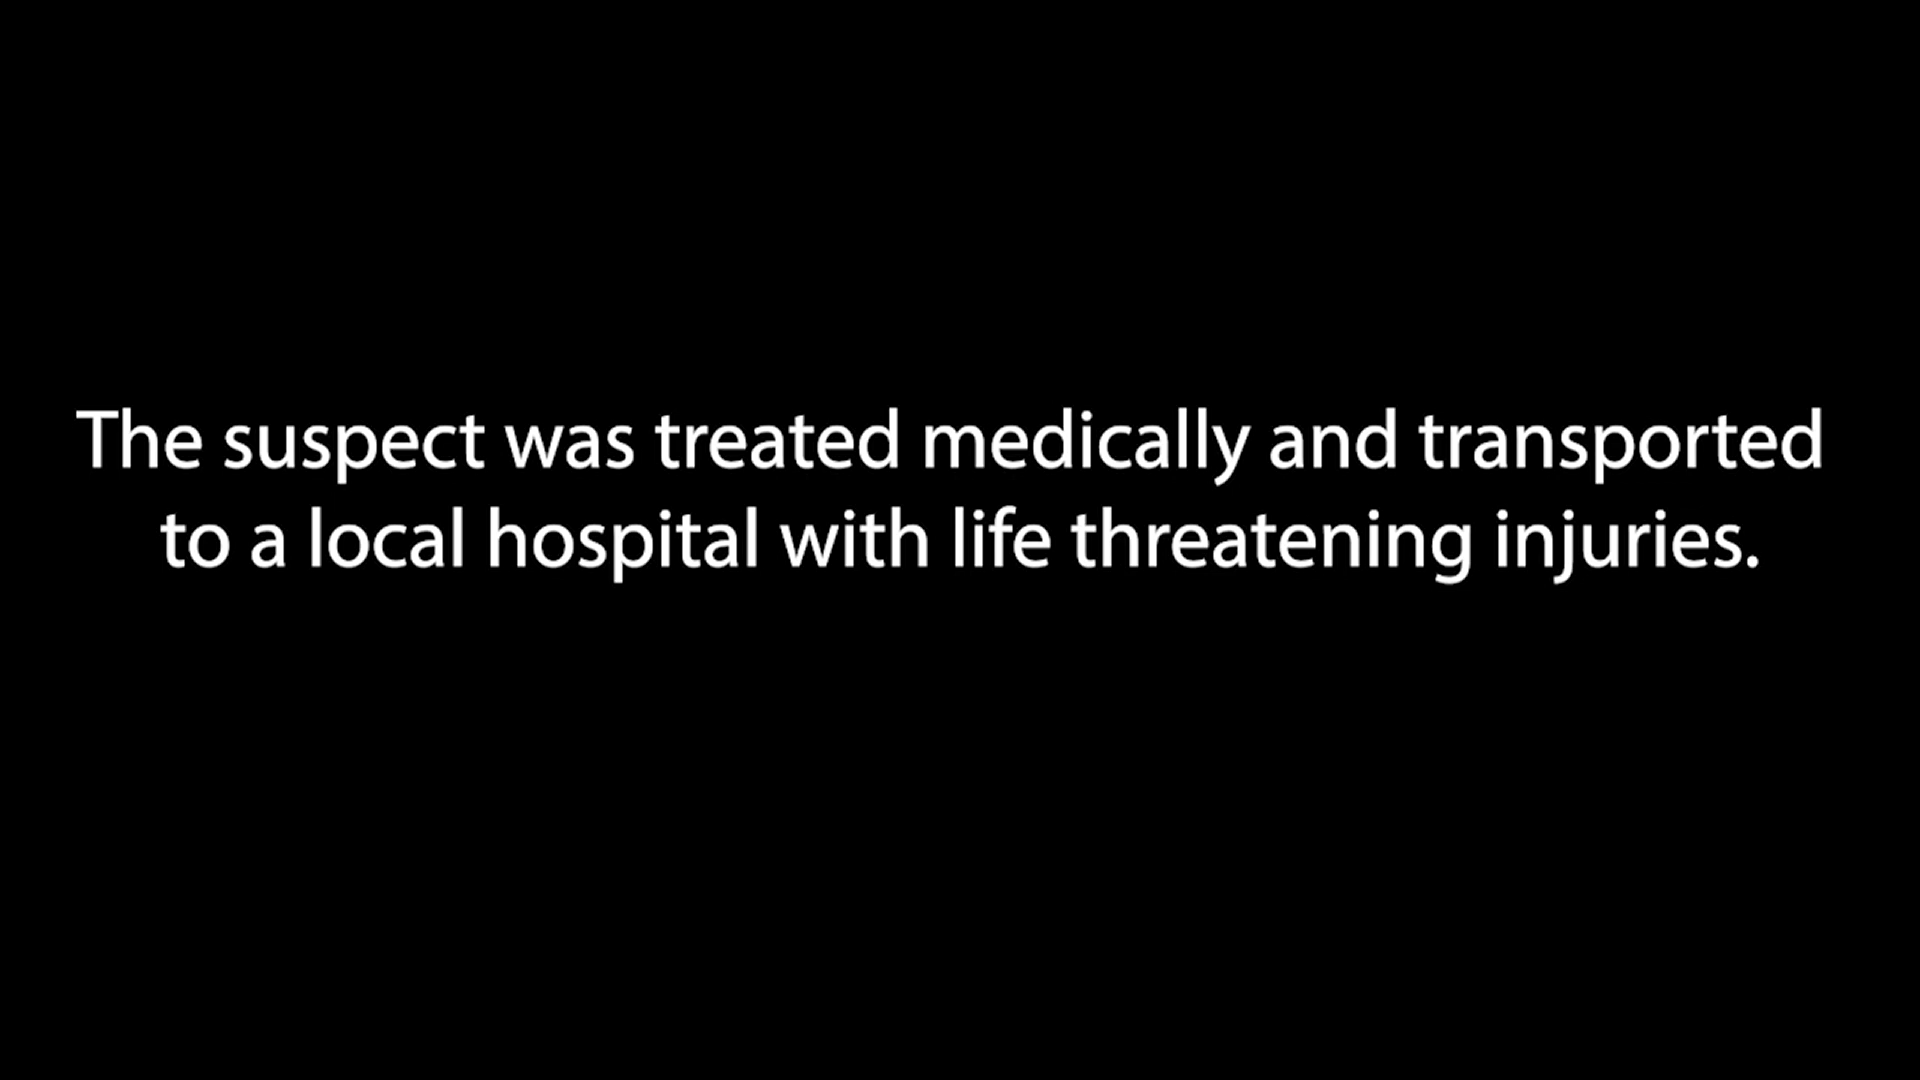 The suspect was treated medically and transported
to a local hospital with life threatening injuries.